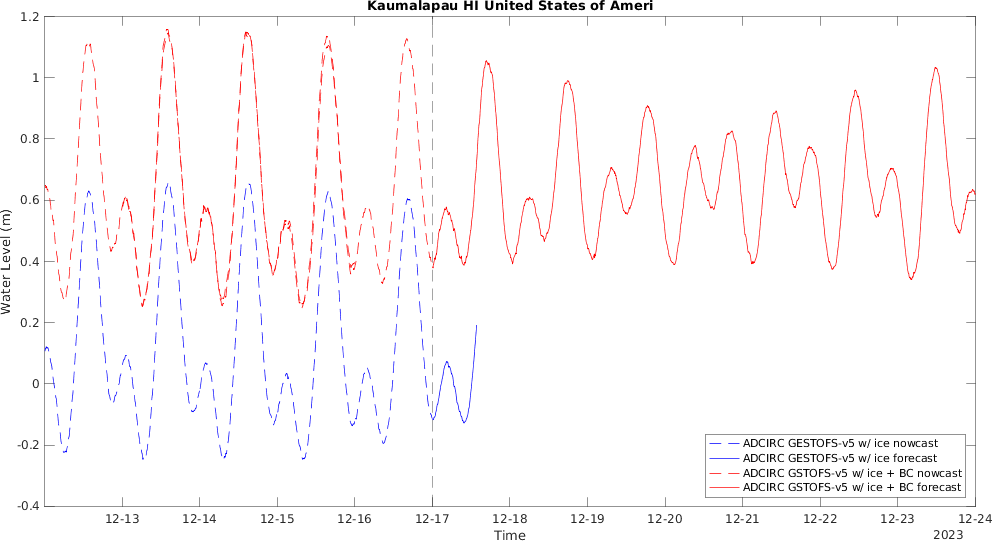 Kaumalapau HI United States of Ameri
1.2
1
0.8
0.6
0.4
0.2
0
-0.2
-0.4
Water Level (m)
12-13 12-14 12-15 12-16 12-17 12-18 12-19 12-20 12-21 12-22 12-23 12-24
Time
2023
ADCIRC GESTOFS-v5 w/ ice nowcast
ADCIRC GESTOFS-v5 w/ ice forecast
ADCIRC GSTOFS-v5 w/ ice + BC nowcast
ADCIRC GSTOFS-v5 w/ ice + BC forecast